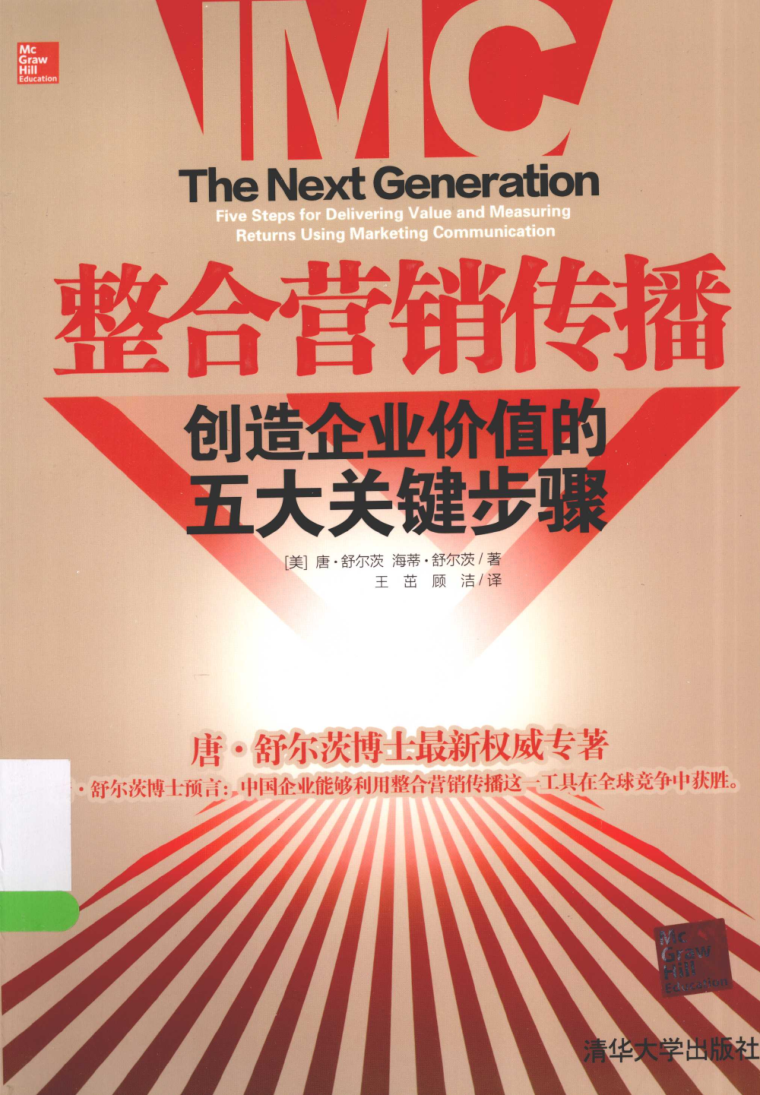 Mc
Graw
Hill
Education
IMC
The Next Generation
Five Steps for Delivering Value and Measuring
Returns Using Marketing Communication
整合营销传播
创造企业价值的
五大关键步骤
[美] 唐·舒尔茨 海蒂·舒尔茨/著
王 茁 顾 洁/译
唐·舒尔茨博士最新权威专著
·舒尔茨博士预言:中国企业能够利用整合营销传播这一工具在全球竞争中获胜。
Mc
Graw
Hill
Education
清华大学出版社